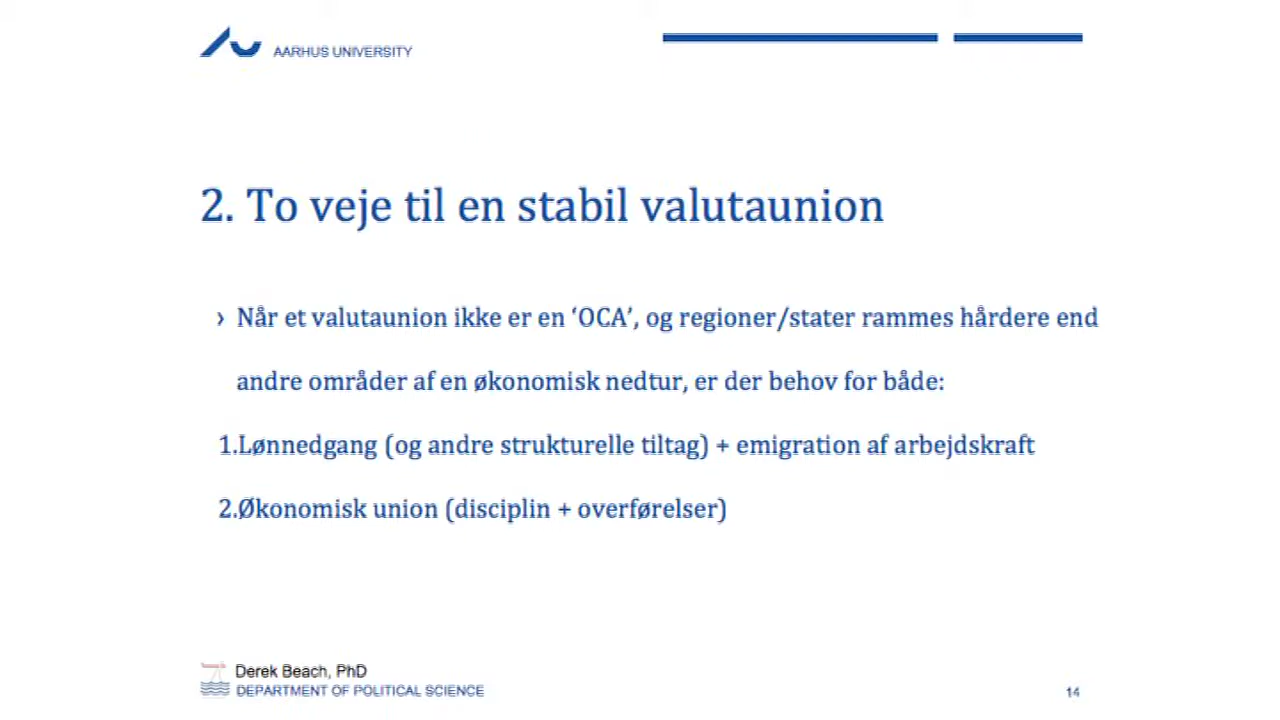 AARHUS UNIVERSITY
2. To veje til en stabil valutaunion
› Når et valutaunion ikke er en ‘OCA’, og regioner/stater rammes hårdere end
andre områder af en økonomisk nedtur, er der behov for både:
1.Lønnedgang (og andre strukturelle tiltag) + emigration af arbejdskraft
2.Økonomisk union (disciplin + overførelser)
Derek Beach, PhD
DEPARTMENT OF POLITICAL SCIENCE
14